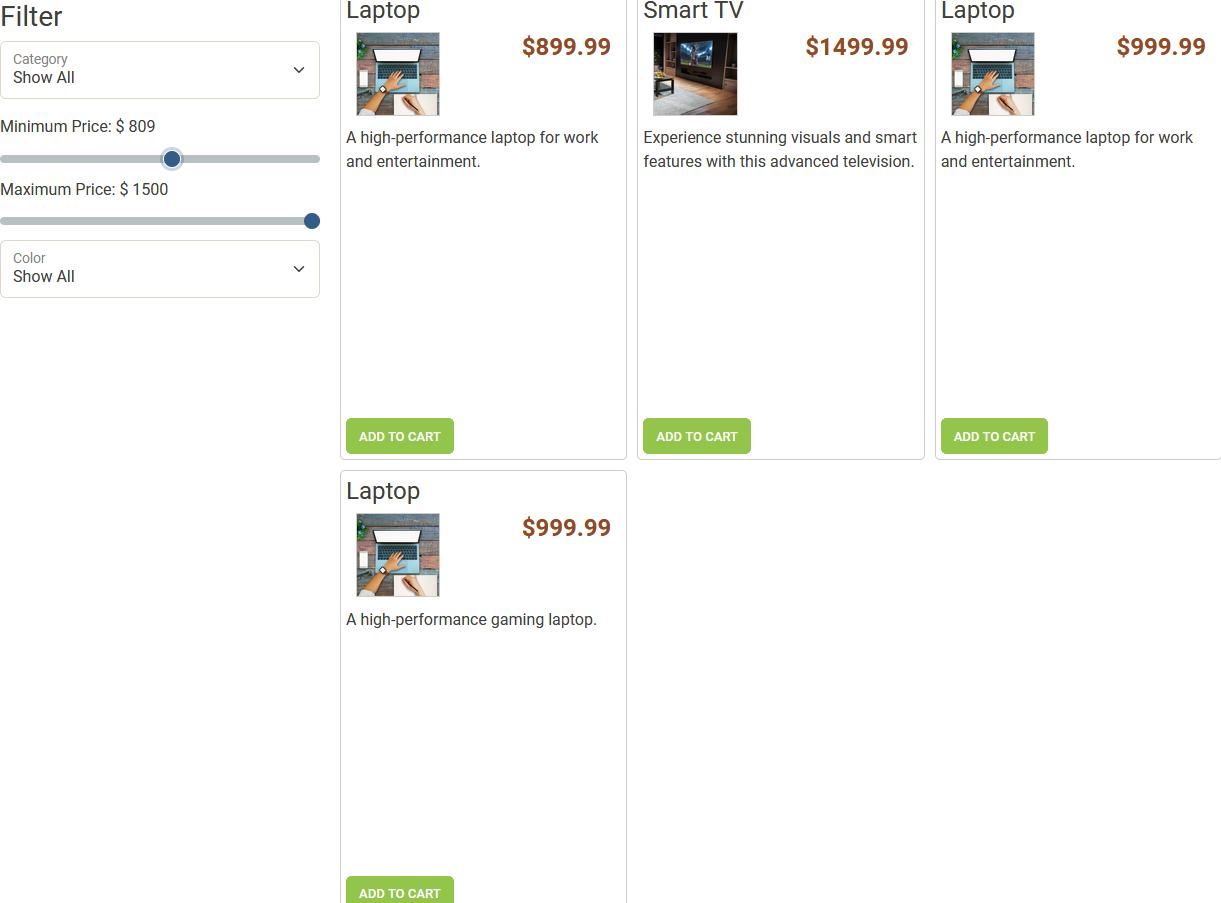 Filter
Category
Show All
Minimum Price: $ 809
Maximum Price: $ 1500
Color
Show All
Laptop
$899.99
A high-performance laptop for work
and entertainment.
ADD TO CART
Smart TV
$1499.99
Experience stunning visuals and smart
features with this advanced television.
ADD TO CART
Laptop
$999.99
A high-performance laptop for work
and entertainment.
ADD TO CART
Laptop
$999.99
A high-performance gaming laptop.
ADD TO CART